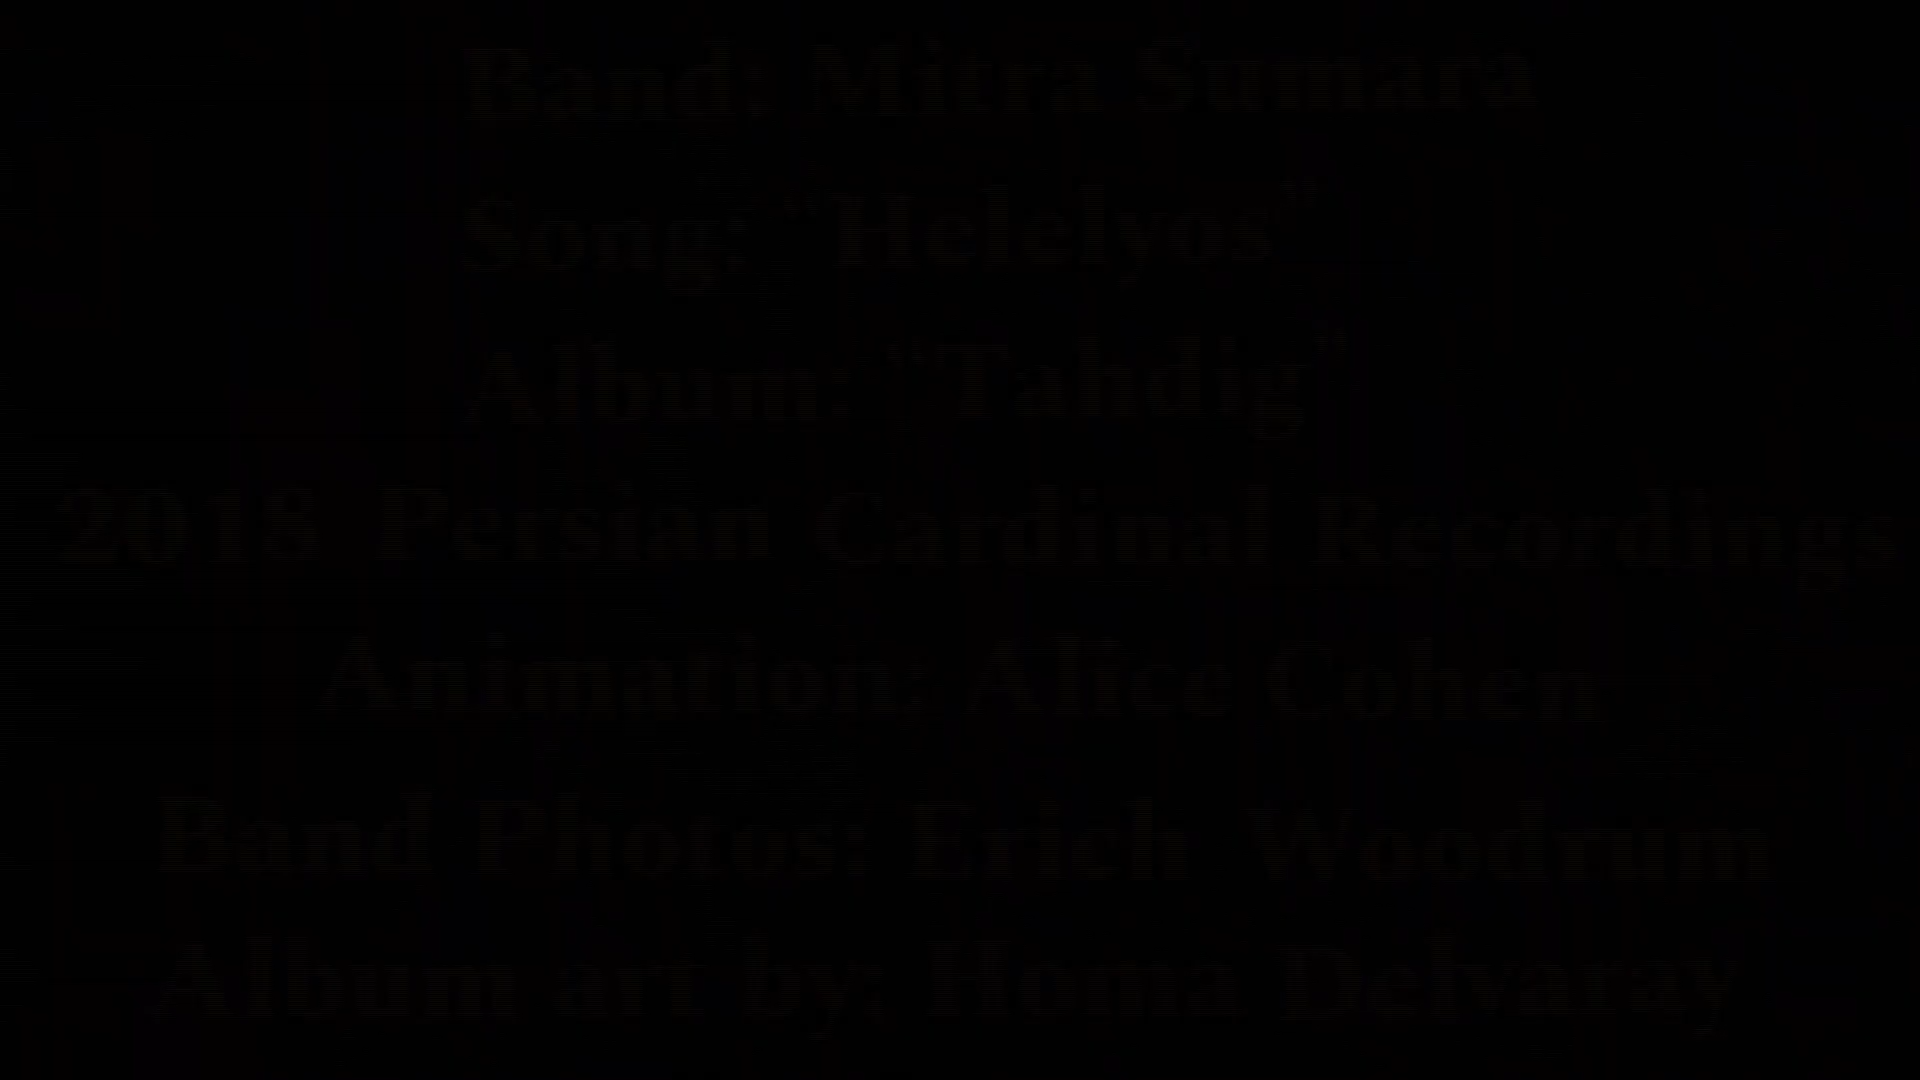 Band: Mitra Sumara
Song: "Helelyos"
Album: "Tahdig"
2018 Persian Cardinal Recordings
Animation: Alice Cohen
Band Photos: Erich Woodrum
Album art by: Homa Delvaray